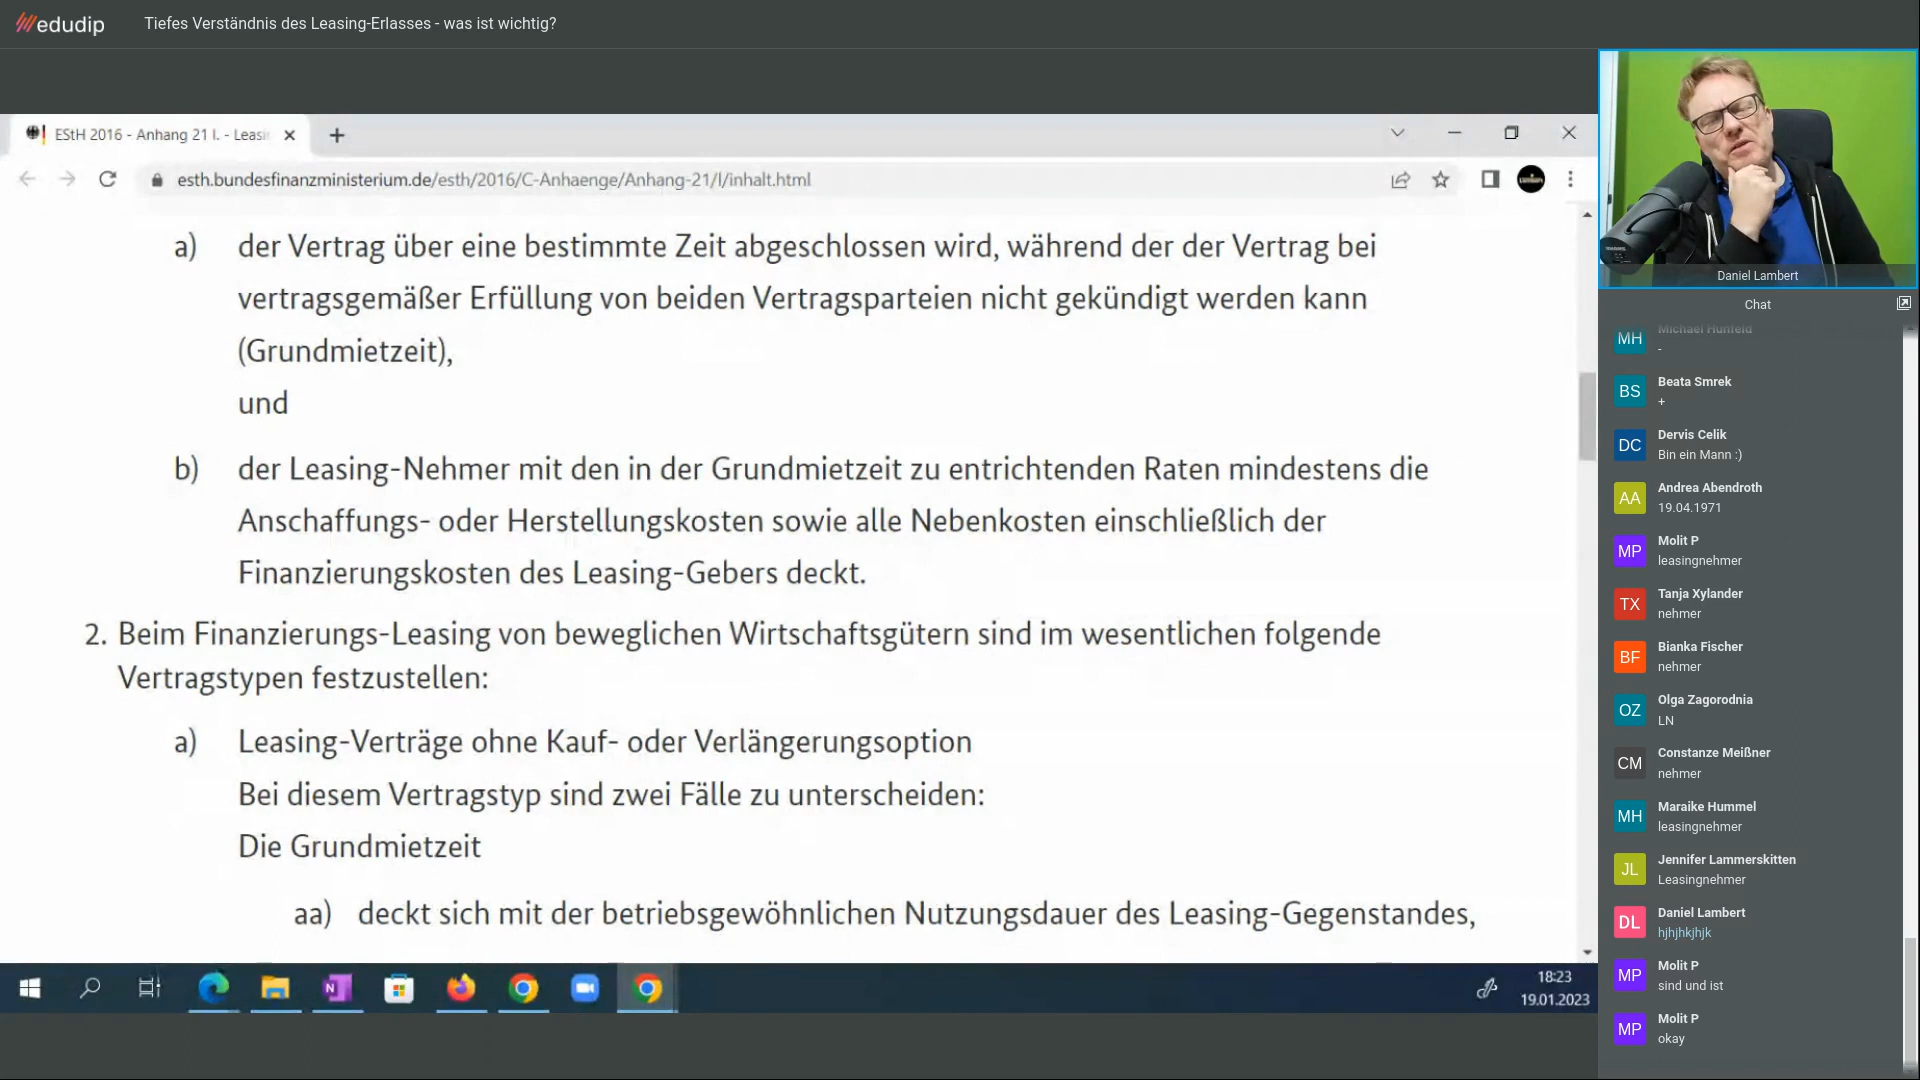 edudip
Tiefes Verständnis des Leasing-Erlasses - was ist wichtig?
EStH 2016 - Anhang 21 I. - Leasi
esth.bundesfinanzministerium.de/esth/2016/C-Anhaenge/Anhang-21/I/inhalt.html
a) der Vertrag über eine bestimmte Zeit abgeschlossen wird, während der der Vertrag bei
vertragsgemäßer Erfüllung von beiden Vertragsparteien nicht gekündigt werden kann
(Grundmietzeit),
und
b) der Leasing-Nehmer mit den in der Grundmietzeit zu entrichtenden Raten mindestens die
Anschaffungs- oder Herstellungskosten sowie alle Nebenkosten einschließlich der
Finanzierungskosten des Leasing-Gebers deckt.
2. Beim Finanzierungs-Leasing von beweglichen Wirtschaftsgütern sind im wesentlichen folgende
Vertragstypen festzustellen:
a) Leasing-Verträge ohne Kauf- oder Verlängerungsoption
Bei diesem Vertragstyp sind zwei Fälle zu unterscheiden:
Die Grundmietzeit
aa) deckt sich mit der betriebsgewöhnlichen Nutzungsdauer des Leasing-Gegenstandes,
18:23
19.01.2023
Daniel Lambert
Chat
MH Michael Hunfeld
-
BS Beata Smrek
+
DC Dervis Celik
Bin ein Mann :)
AA Andrea Abendroth
19.04.1971
MP Molit P
leasingnehmer
TX Tanja Xylander
nehmer
BF Bianka Fischer
nehmer
OZ Olga Zagorodnia
LN
CM Constanze Meißner
nehmer
MH Maraike Hummel
leasingnehmer
JL Jennifer Lammerskitten
Leasingnehmer
DL Daniel Lambert
hjhjhkjhjk
MP Molit P
sind und ist
MP Molit P
okay